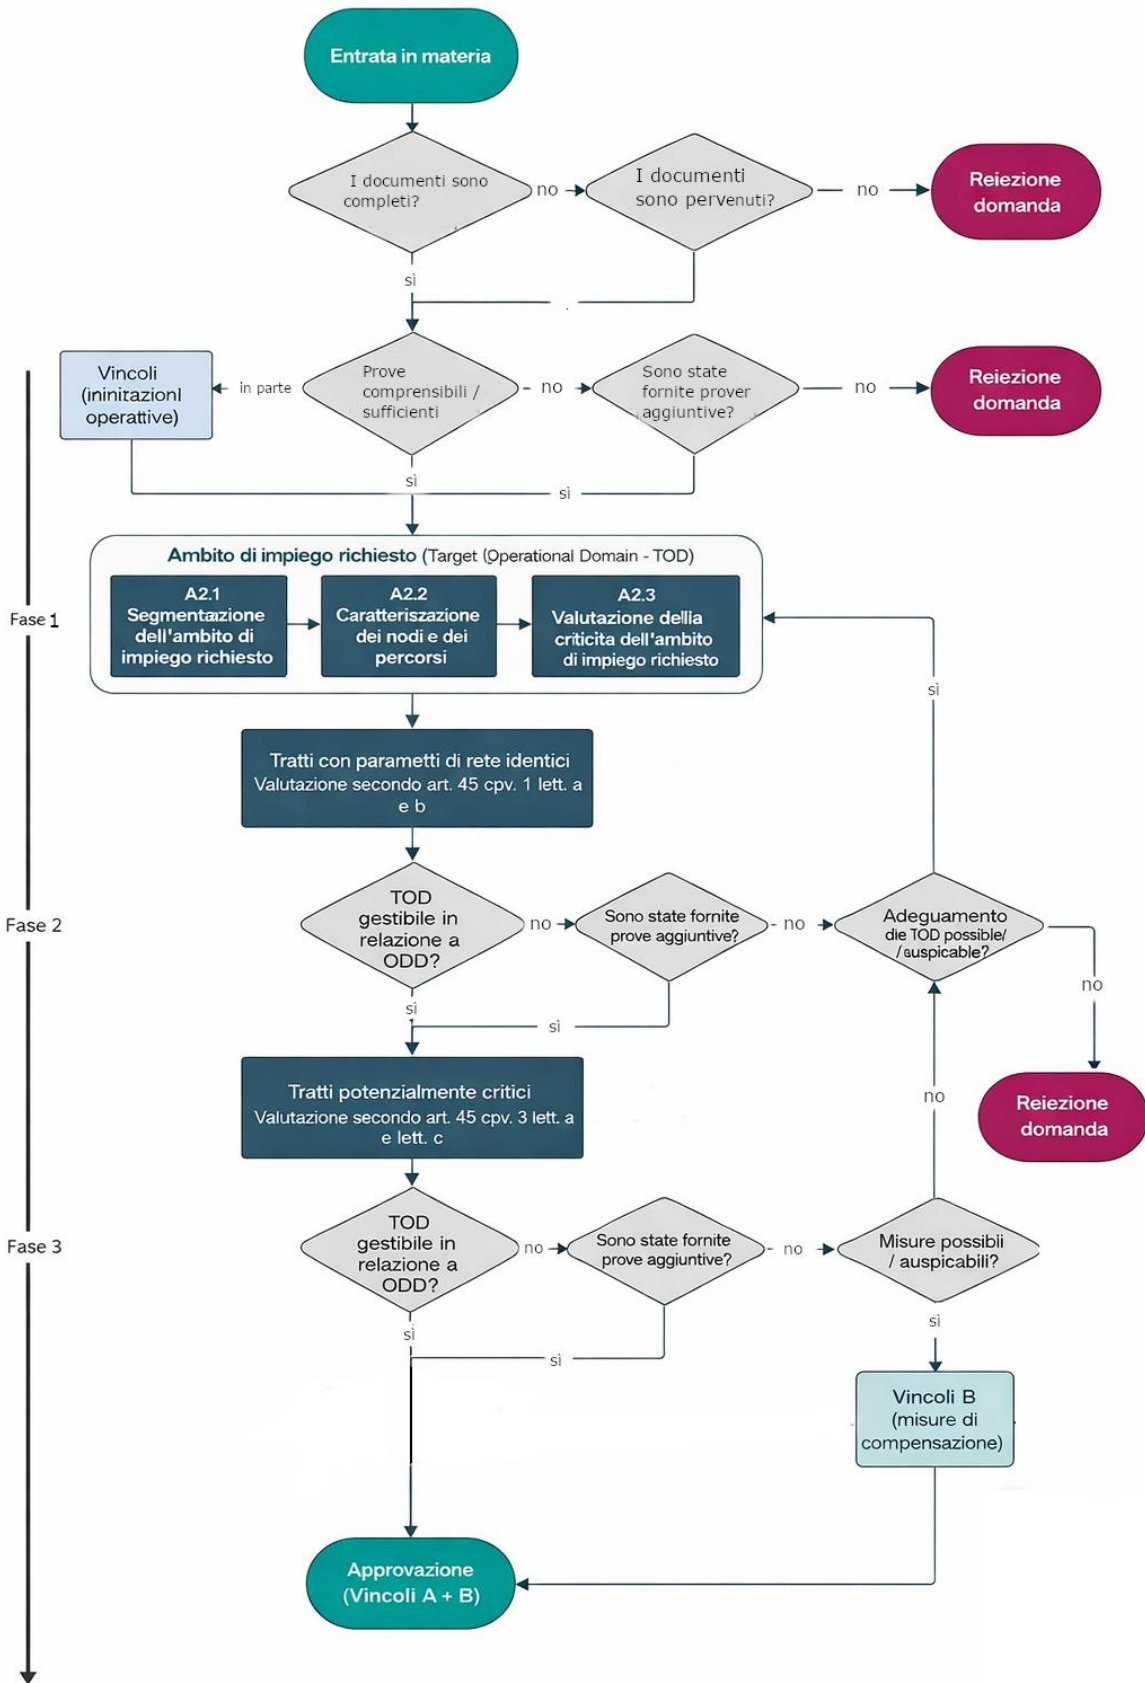 Entrata in materia
I documenti sono
completi?
no
I documenti
sono pervenuti?
no
Reiezione
domanda
sì
Vincoli
(ininitazionl
operattive)
in parte
Prove
comprensibili /
sufficienti
no
Sono state
fornite prover
aggiuntive?
no
Reiezione
domanda
sì
sì
Ambito di impiego richiesto (Target (Operational Domain - TOD)
A2.1
Segmentazione
dell'ambito di
impiego richiesto
A2.2
Caratteriszazione
dei nodi e dei
percorsi
A2.3
Valutazione dellia
criticita dell'ambito
di impiego richiesto
Fase 1
sì
Tratti con parametti di rete identici
Valutazione secondo art. 45 cpv. 1 lett. a
e b
Fase 2
TOD
gestibile in
relazione a
ODD?
no
Sono state fornite
prove aggiuntive?
no
Adeguamento
die TOD possible/
/ auspicable?
no
sì
sì
Tratti potenzialmente critici
Valutazione secondo art. 45 cpv. 3 lett. a
e lett. c
no
Reiezione
domanda
Fase 3
TOD
gestibile in
relazione a
ODD?
no
Sono state fornite
prove aggiuntive?
no
Misure possibli
/ auspicabili?
sì
sì
sì
Vincoli B
(misure di
compensazione)
Approvazione
(Vincoli A + B)